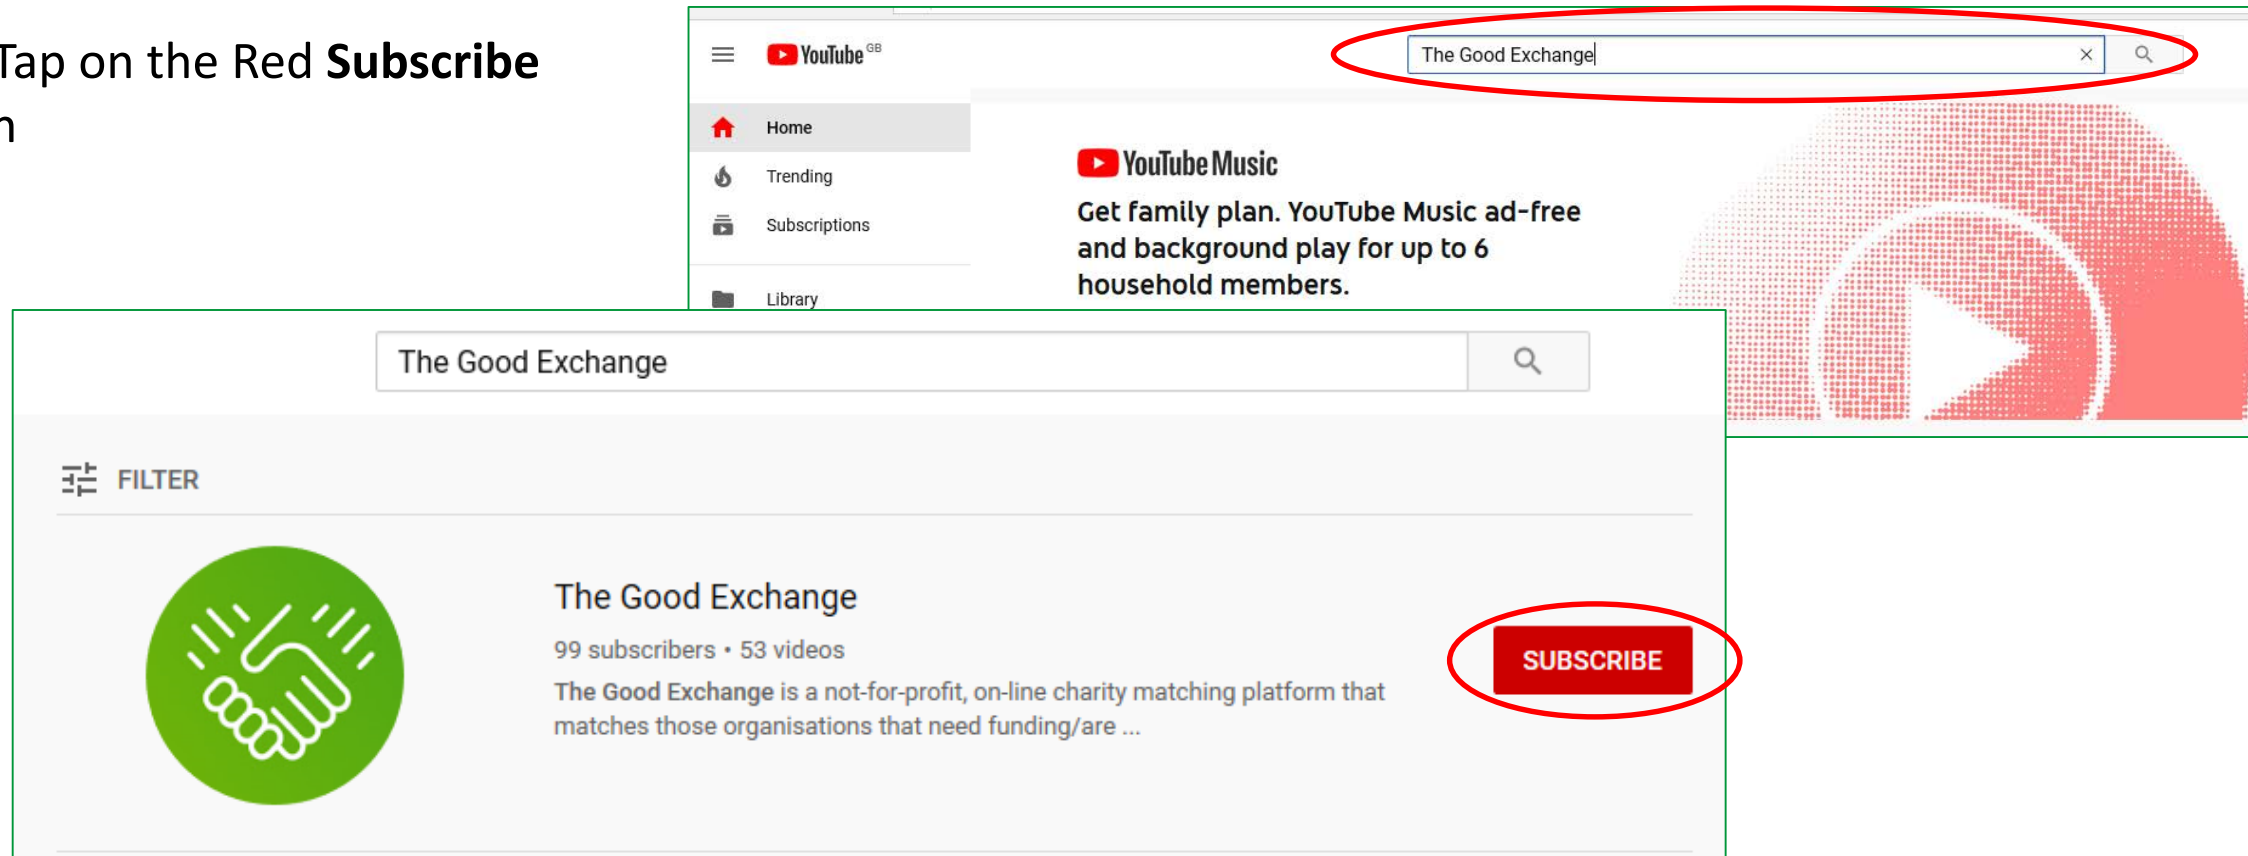 Tap on the Red Subscribe
YouTube GB
The Good Exchange
Home
Trending
Subscriptions
Library
YouTube Music
Get family plan. YouTube Music ad-free
and background play for up to 6
household members.
The Good Exchange
FILTER
The Good Exchange
99 subscribers • 53 videos
The Good Exchange is a not-for-profit, on-line charity matching platform that
matches those organisations that need funding/are ...
SUBSCRIBE